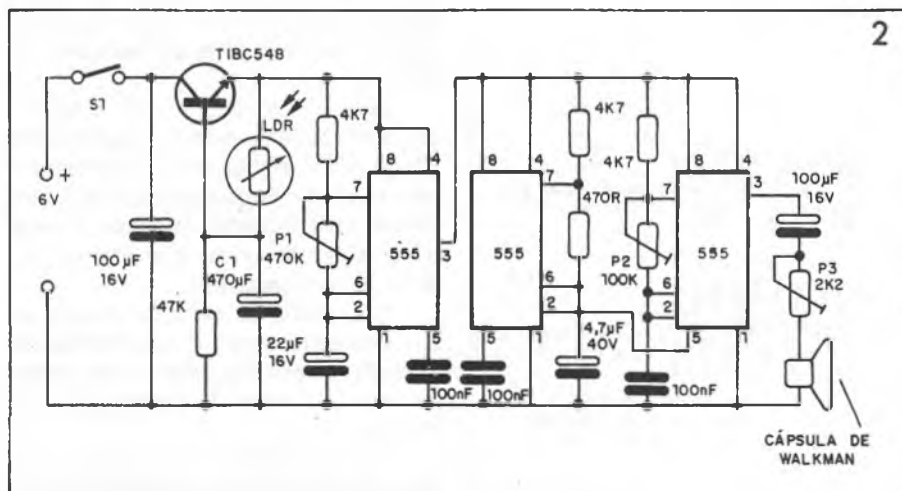 2
TIBC548
S1
LDR
4K7
8
4
+
6V
7
P1
470K
555
3
6
2
1
5
100µF
16V
C1
470µF
47K
22µF
16V
100nF
8
4
7
555
6
2
1
5
100nF
4K7
470R
4,7µF
40V
4K7
P2
100K
7
6
2
8
4
3
555
5
1
100nF
100µF
16V
P3
2K2
CÁPSULA DE
WALKMAN